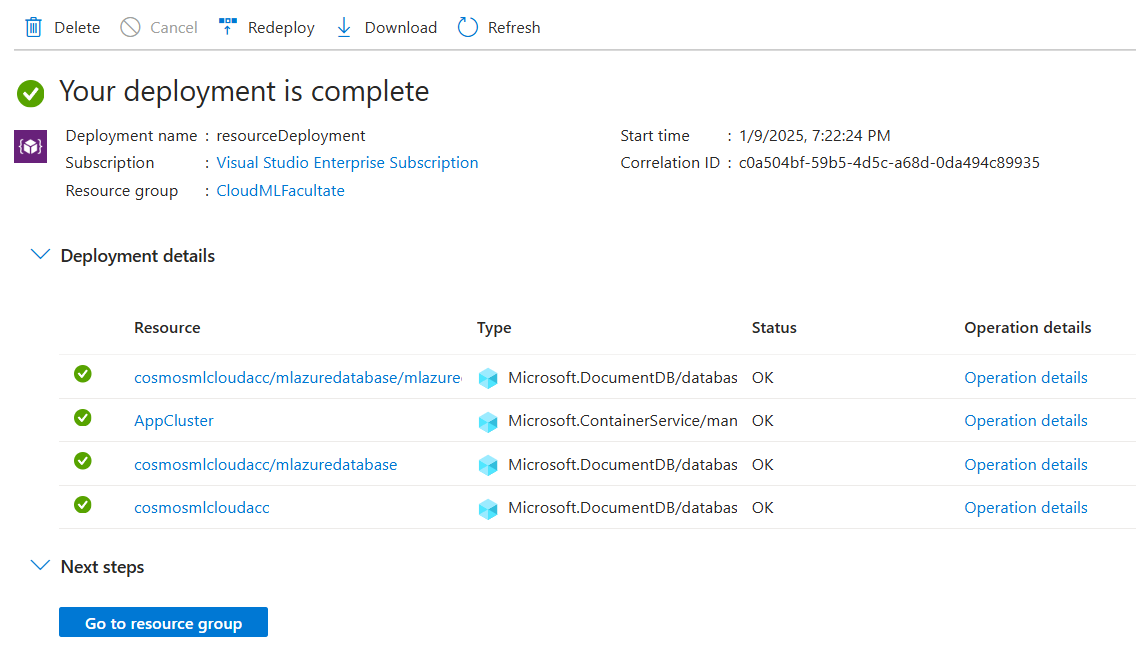 Delete Cancel Redeploy Download Refresh
Your deployment is complete
Deployment name : resourceDeployment
Subscription : Visual Studio Enterprise Subscription
Resource group : CloudMLFacultate
Start time : 1/9/2025, 7:22:24 PM
Correlation ID : c0a504bf-59b5-4d5c-a68d-0da494c89935
Deployment details
Resource Type Status Operation details
cosmosmlcloudacc/mlazuredatabase/mlazure Microsoft.DocumentDB/databas OK Operation details
AppCluster Microsoft.ContainerService/man OK Operation details
cosmosmlcloudacc/mlazuredatabase Microsoft.DocumentDB/databas OK Operation details
cosmosmlcloudacc Microsoft.DocumentDB/databas OK Operation details
Next steps
Go to resource group